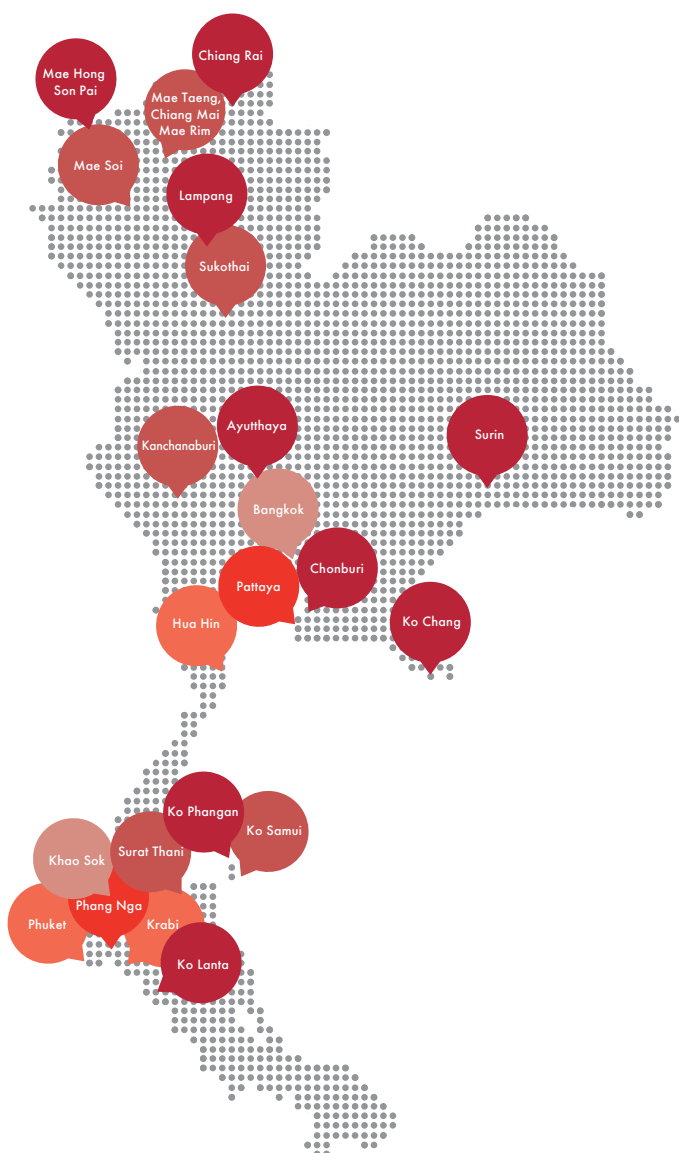 Chiang Rai
Mae Hong
Son Pai
Mae Taeng,
Chiang Mai
Mae Rim
Mae Soi
Lampang
Sukothai
Ayutthaya
Surin
Kanchanaburi
Bangkok
Chonburi
Pattaya
Ko Chang
Hua Hin
Ko Phangan
Ko Samui
Surat Thani
Khao Sok
Phang Nga
Phuket
Krabi
Ko Lanta